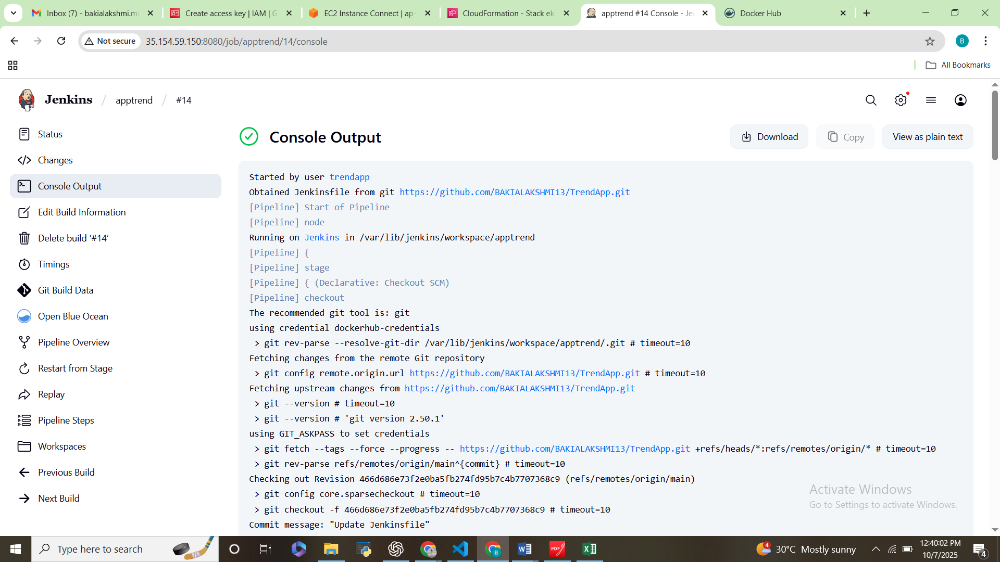 Inbox (7) - bakialakshmi.mo
Create access key | IAM | G
EC2 Instance Connect | ap-
CloudFormation - Stack eks
apptrend #14 Console - Jen
Docker Hub
Not secure
35.154.59.150:8080/job/apptrend/14/console
B
All Bookmarks
Jenkins / apptrend / #14
Status
Changes
Console Output
Edit Build Information
Delete build ‘#14’
Timings
Git Build Data
Open Blue Ocean
Pipeline Overview
Restart from Stage
Replay
Pipeline Steps
Workspaces
Previous Build
Next Build
Console Output
Download
Copy
View as plain text
Started by user trendapp
Obtained Jenkinsfile from git https://github.com/BAKIALAKSHMI13/TrendApp.git
[Pipeline] Start of Pipeline
[Pipeline] node
Running on Jenkins in /var/lib/jenkins/workspace/apptrend
[Pipeline] {
[Pipeline] stage
[Pipeline] { (Declarative: Checkout SCM)
[Pipeline] checkout
The recommended git tool is: git
using credential dockerhub-credentials
> git rev-parse --resolve-git-dir /var/lib/jenkins/workspace/apptrend/.git # timeout=10
Fetching changes from the remote Git repository
> git config remote.origin.url https://github.com/BAKIALAKSHMI13/TrendApp.git # timeout=10
Fetching upstream changes from https://github.com/BAKIALAKSHMI13/TrendApp.git
> git --version # timeout=10
> git --version # 'git version 2.50.1'
using GIT_ASKPASS to set credentials
> git fetch --tags --force --progress -- https://github.com/BAKIALAKSHMI13/TrendApp.git +refs/heads/*:refs/remotes/origin/* # timeout=10
> git rev-parse refs/remotes/origin/main^{commit} # timeout=10
Checking out Revision 466d686e73f2e0ba5fb274fd95b7c4b7707368c9 (refs/remotes/origin/main)
> git config core.sparsecheckout # timeout=10
> git checkout -f 466d686e73f2e0ba5fb274fd95b7c4b7707368c9 # timeout=10
Commit message: "Update Jenkinsfile"
Activate Windows
Go to Settings to activate Windows.
Type here to search
B
PDF
4
30°C Mostly sunny
12:40:02 PM
10/7/2025
4